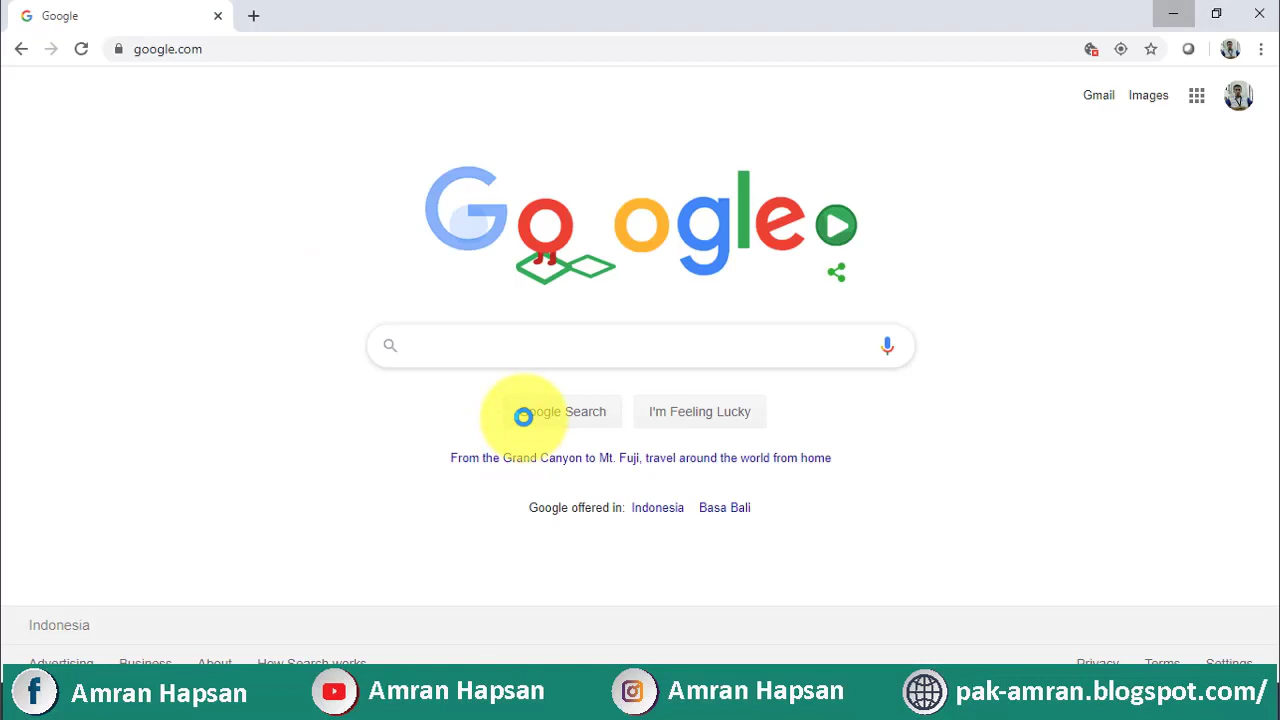 Google
google.com
Gmail Images
Google
Google Search I'm Feeling Lucky
From the Grand Canyon to Mt. Fuji, travel around the world from home
Google offered in: Indonesia Basa Bali
Indonesia
Advertising Business About How Search works Privacy Terms Settings
Amran Hapsan Amran Hapsan Amran Hapsan pak-amran.blogspot.com/